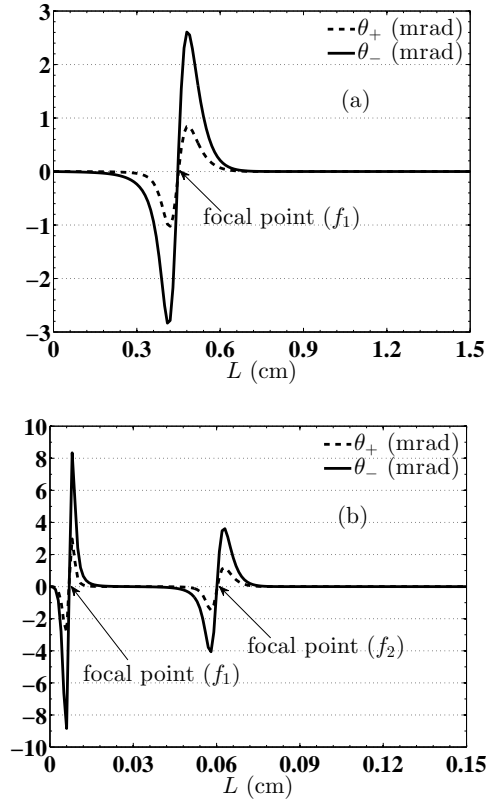 3
θ+ (mrad)
θ− (mrad)
2
(a)
1
0
focal point (f1)
−1
−2
−3
0 0.3 0.6 0.9 1.2 1.5
L (cm)
10
θ+ (mrad)
θ− (mrad)
8
6
(b)
4
2
0
−2
focal point (f2)
−4
focal point (f1)
−6
−8
−10
0 0.03 0.06 0.09 0.12 0.15
L (cm)